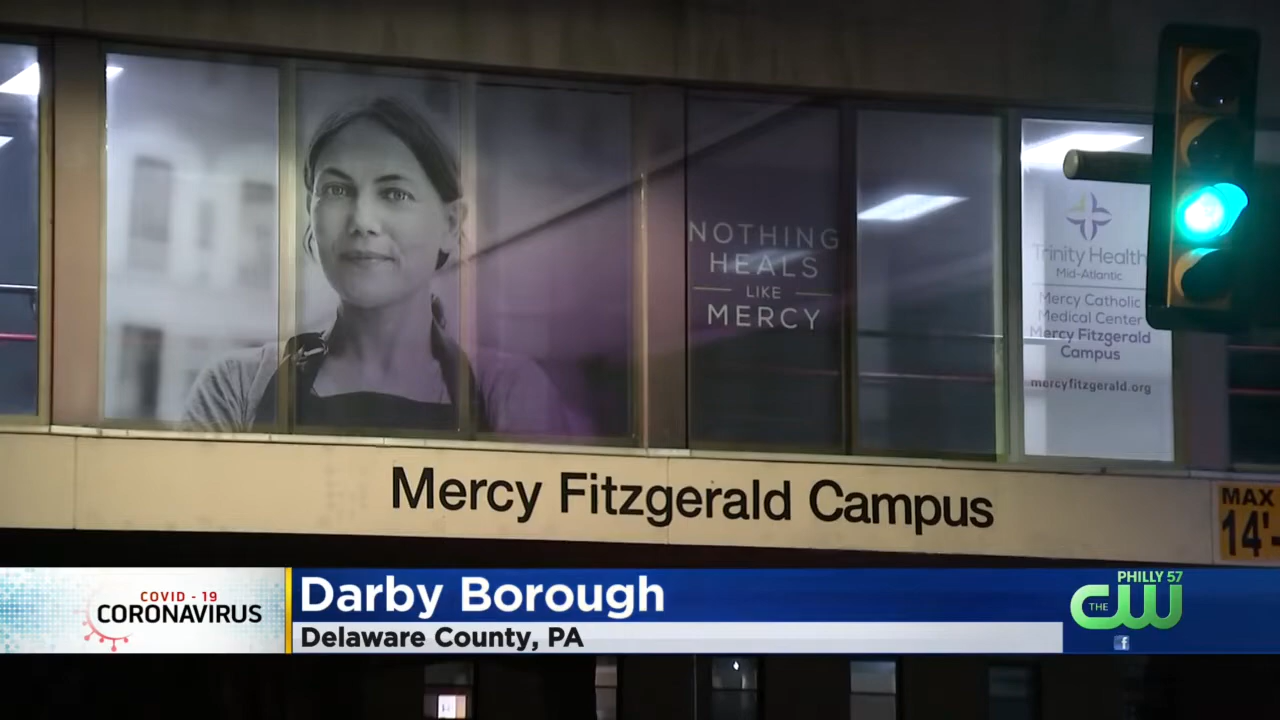 NOTHING
HEALS
LIKE
MERCY
Trinity Health
Mid-Atlantic
Mercy Catholic
Medical Center
Mercy Fitzgerald
Campus
mercyfitzgerald.org
Mercy Fitzgerald Campus
MAX
14'-
COVID - 19
CORONAVIRUS
Darby Borough
Delaware County, PA
PHILLY 57
THE CW
f